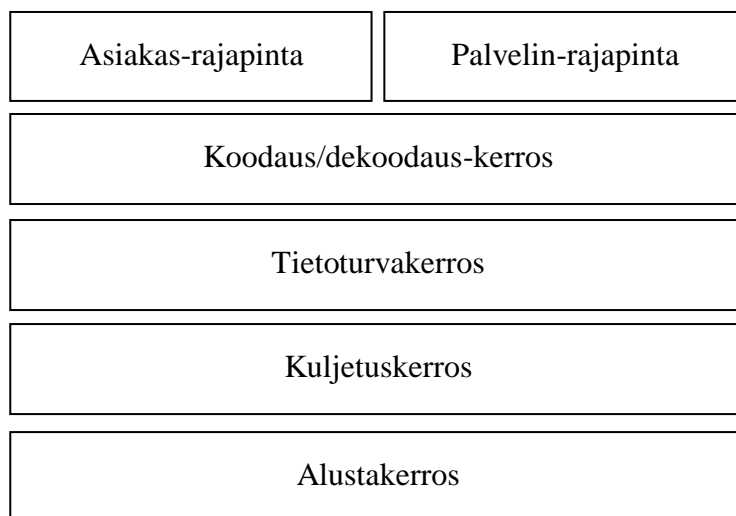 Asiakas-rajapinta
Palvelin-rajapinta
Koodaus/dekoodaus-kerros
Tietoturvakerros
Kuljetuskerros
Alustakerros